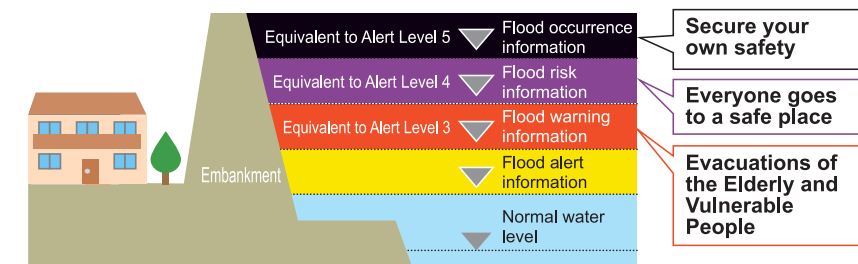 Equivalent to Alert Level 5
Flood occurrence
information
Secure your
own safety
Equivalent to Alert Level 4
Flood risk
information
Everyone goes
to a safe place
Equivalent to Alert Level 3
Flood warning
information
Evacuations of
the Elderly and
Vulnerable
People
Embankment
Flood alert
information
Normal water
level